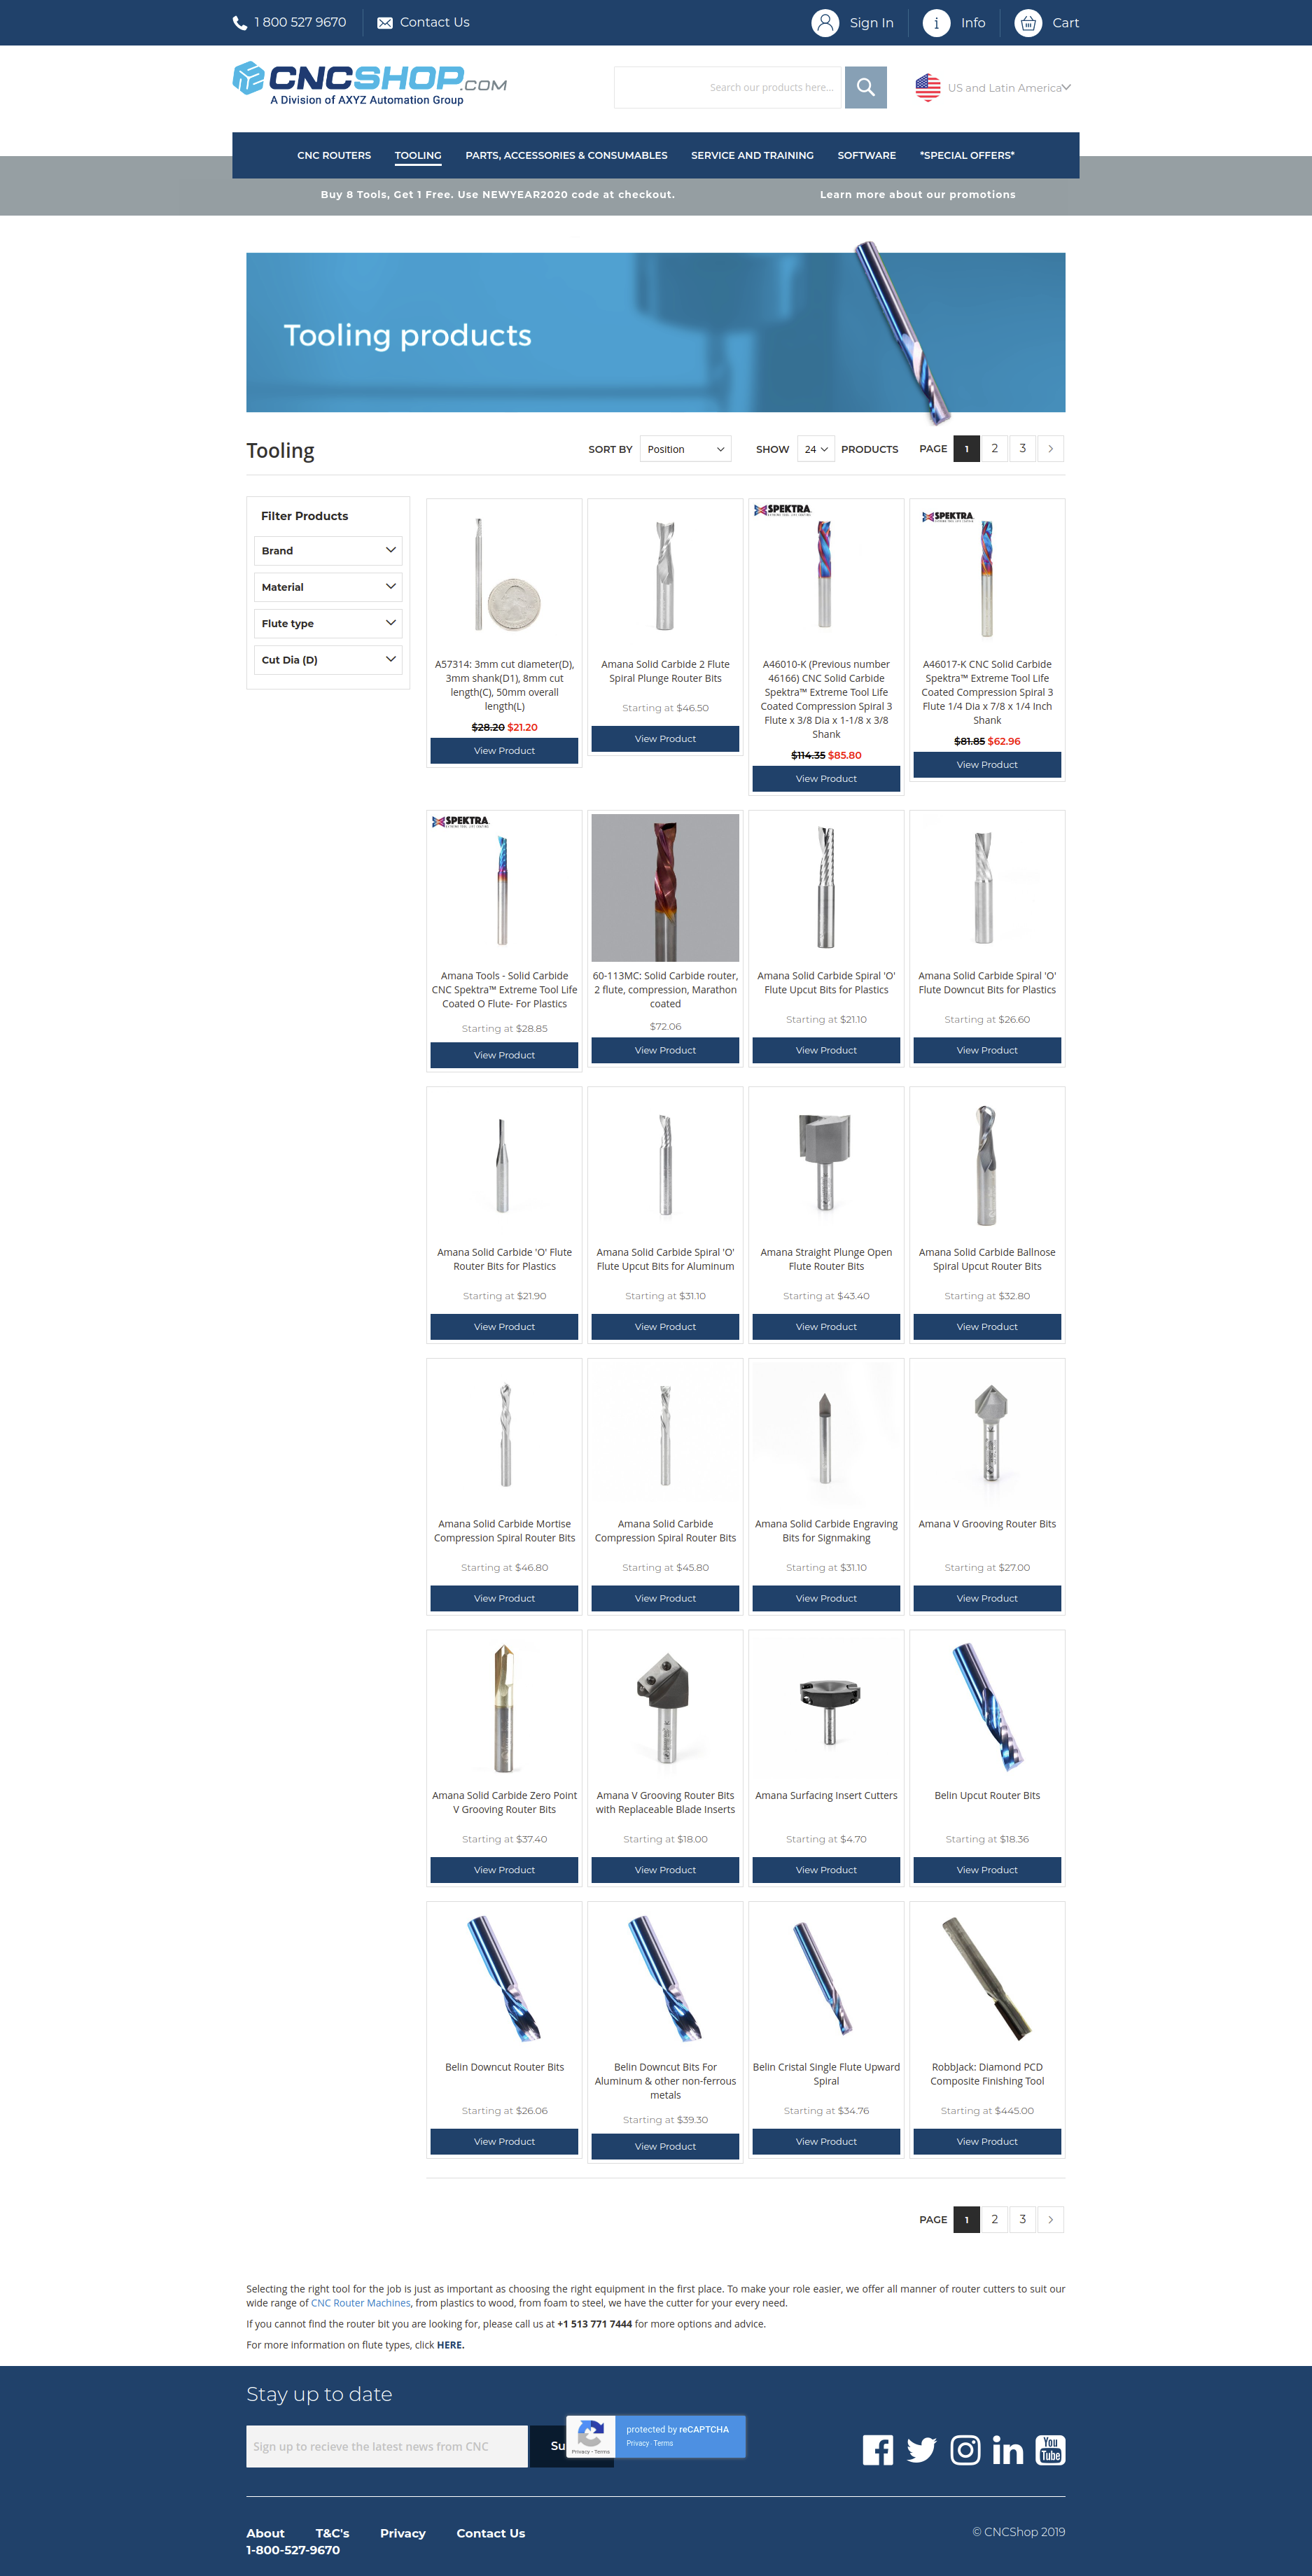 1 800 527 9670
Contact Us
Sign In
Info
Cart
CNCSHOP.COM
A Division of AXYZ Automation Group
Search our products here...
US and Latin America
CNC ROUTERS
TOOLING
PARTS, ACCESSORIES & CONSUMABLES
SERVICE AND TRAINING
SOFTWARE
*SPECIAL OFFERS*
Buy 8 Tools, Get 1 Free. Use NEWYEAR2020 code at checkout.
Learn more about our promotions
Tooling products
Tooling
SORT BY
Position
SHOW
24
PRODUCTS
PAGE
1
2
3
Filter Products
Brand
Material
Flute type
Cut Dia (D)
A57314: 3mm cut diameter(D),
3mm shank(D1), 8mm cut
length(C), 50mm overall
length(L)
$28.20 $21.20
View Product
Amana Solid Carbide 2 Flute
Spiral Plunge Router Bits
Starting at $46.50
View Product
SPEKTRA
A46010-K (Previous number
46166) CNC Solid Carbide
Spektra™ Extreme Tool Life
Coated Compression Spiral 3
Flute x 3/8 Dia x 1-1/8 x 3/8
Shank
$114.35 $85.80
View Product
SPEKTRA
A46017-K CNC Solid Carbide
Spektra™ Extreme Tool Life
Coated Compression Spiral 3
Flute 1/4 Dia x 7/8 x 1/4 Inch
Shank
$81.85 $62.96
View Product
SPEKTRA
Amana Tools - Solid Carbide
CNC Spektra™ Extreme Tool Life
Coated O Flute- For Plastics
Starting at $28.85
View Product
60-113MC: Solid Carbide router,
2 flute, compression, Marathon
coated
$72.06
View Product
Amana Solid Carbide Spiral 'O'
Flute Upcut Bits for Plastics
Starting at $21.10
View Product
Amana Solid Carbide Spiral 'O'
Flute Downcut Bits for Plastics
Starting at $26.60
View Product
Amana Solid Carbide 'O' Flute
Router Bits for Plastics
Starting at $21.90
View Product
Amana Solid Carbide Spiral 'O'
Flute Upcut Bits for Aluminum
Starting at $31.10
View Product
Amana Straight Plunge Open
Flute Router Bits
Starting at $43.40
View Product
Amana Solid Carbide Ballnose
Spiral Upcut Router Bits
Starting at $32.80
View Product
Amana Solid Carbide Mortise
Compression Spiral Router Bits
Starting at $46.80
View Product
Amana Solid Carbide
Compression Spiral Router Bits
Starting at $45.80
View Product
Amana Solid Carbide Engraving
Bits for Signmaking
Starting at $31.10
View Product
Amana V Grooving Router Bits
Starting at $27.00
View Product
Amana Solid Carbide Zero Point
V Grooving Router Bits
Starting at $37.40
View Product
Amana V Grooving Router Bits
with Replaceable Blade Inserts
Starting at $18.00
View Product
Amana Surfacing Insert Cutters
Starting at $4.70
View Product
Belin Upcut Router Bits
Starting at $18.36
View Product
Belin Downcut Router Bits
Starting at $26.06
View Product
Belin Downcut Bits For
Aluminum & other non-ferrous
metals
Starting at $39.30
View Product
Belin Cristal Single Flute Upward
Spiral
Starting at $34.76
View Product
RobbJack: Diamond PCD
Composite Finishing Tool
Starting at $445.00
View Product
PAGE
1
2
3
Selecting the right tool for the job is just as important as choosing the right equipment in the first place. To make your role easier, we offer all manner of router cutters to suit our
wide range of CNC Router Machines, from plastics to wood, from foam to steel, we have the cutter for your every need.
If you cannot find the router bit you are looking for, please call us at +1 513 771 7444 for more options and advice.
For more information on flute types, click HERE.
Stay up to date
Sign up to recieve the latest news from CNC
Su
protected by reCAPTCHA
Privacy - Terms
Privacy - Terms
You
Tube
About
T&C's
Privacy
Contact Us
1-800-527-9670
© CNCShop 2019